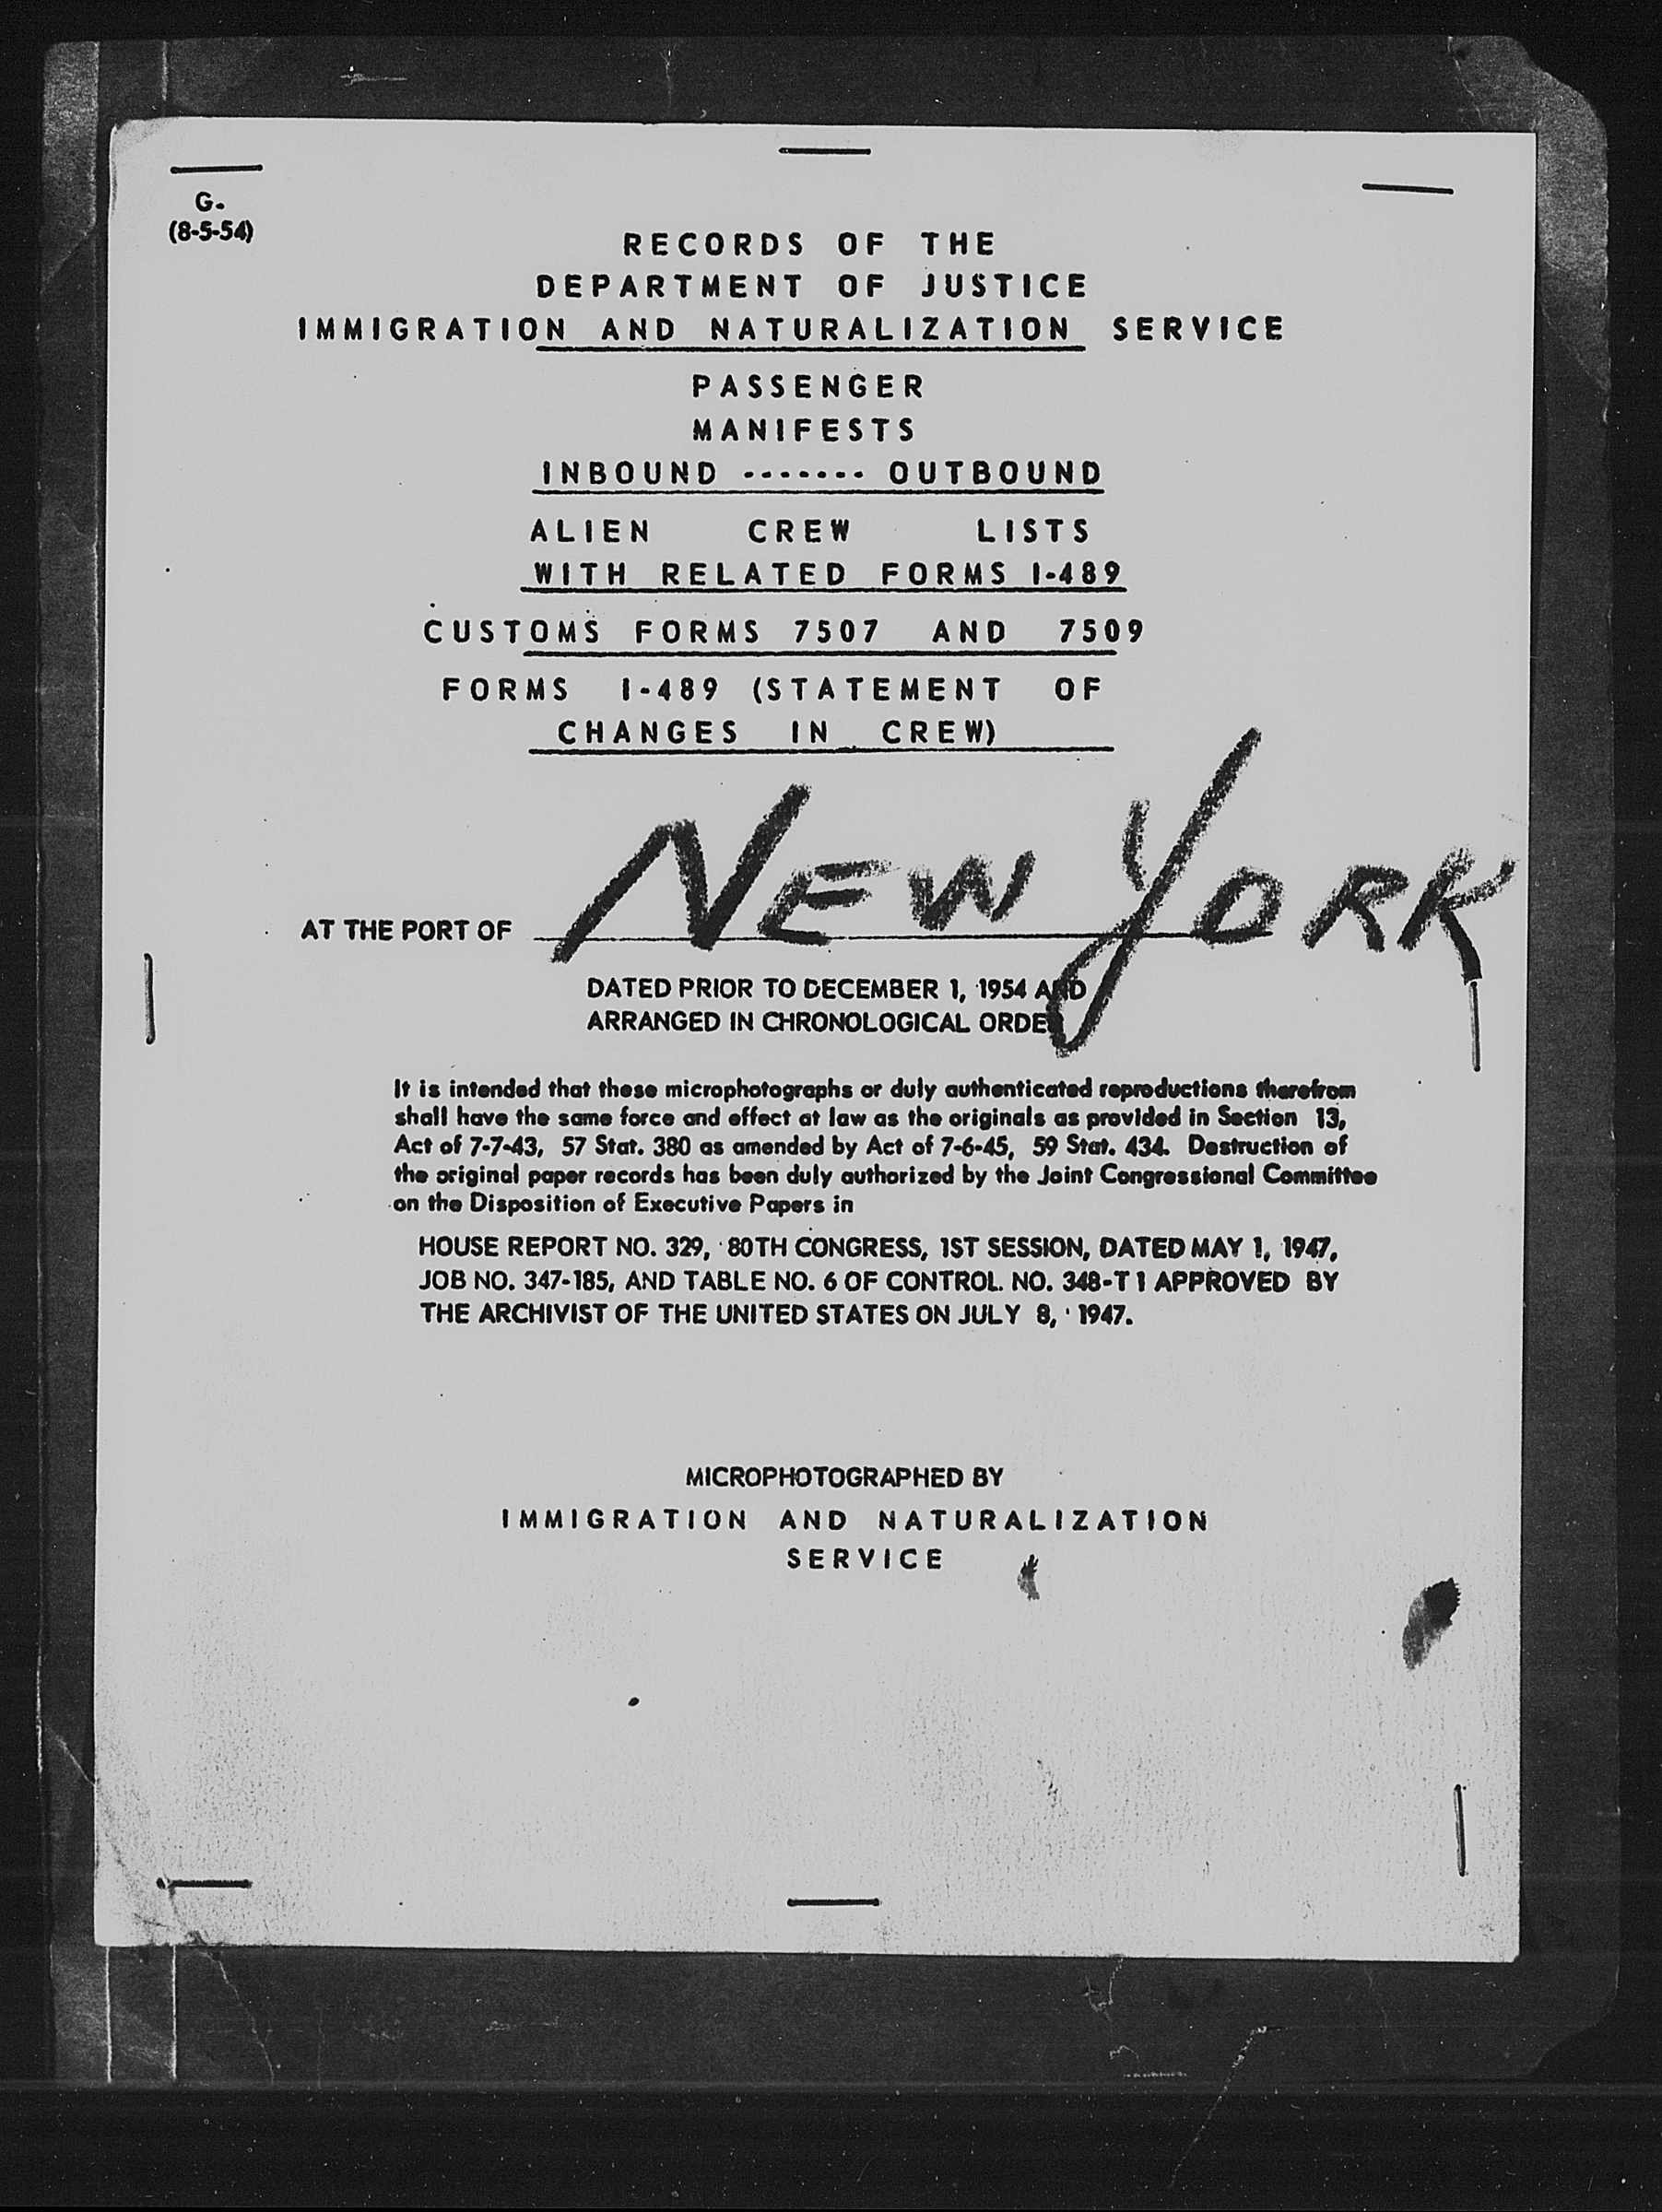 G.
(8-5-54)
RECORDS OF THE
DEPARTMENT OF JUSTICE
IMMIGRATION AND NATURALIZATION SERVICE
PASSENGER
MANIFESTS
INBOUND ------- OUTBOUND
ALIEN CREW LISTS
WITH RELATED FORMS I-489
CUSTOMS FORMS 7507 AND 7509
FORMS I-489 (STATEMENT OF
CHANGES IN CREW)
AT THE PORT OF NEW YORK
DATED PRIOR TO DECEMBER 1, 1954 AND
ARRANGED IN CHRONOLOGICAL ORDER
It is intended that these microphotographs or duly authenticated reproductions therefrom
shall have the same force and effect at law as the originals as provided in Section 13,
Act of 7-7-43, 57 Stat. 380 as amended by Act of 7-6-45, 59 Stat. 434. Destruction of
the original paper records has been duly authorized by the Joint Congressional Committee
on the Disposition of Executive Papers in
HOUSE REPORT NO. 329, 80TH CONGRESS, 1ST SESSION, DATED MAY 1, 1947,
JOB NO. 347-185, AND TABLE NO. 6 OF CONTROL. NO. 348-T1 APPROVED BY
THE ARCHIVIST OF THE UNITED STATES ON JULY 8, 1947.
MICROPHOTOGRAPHED BY
IMMIGRATION AND NATURALIZATION
SERVICE